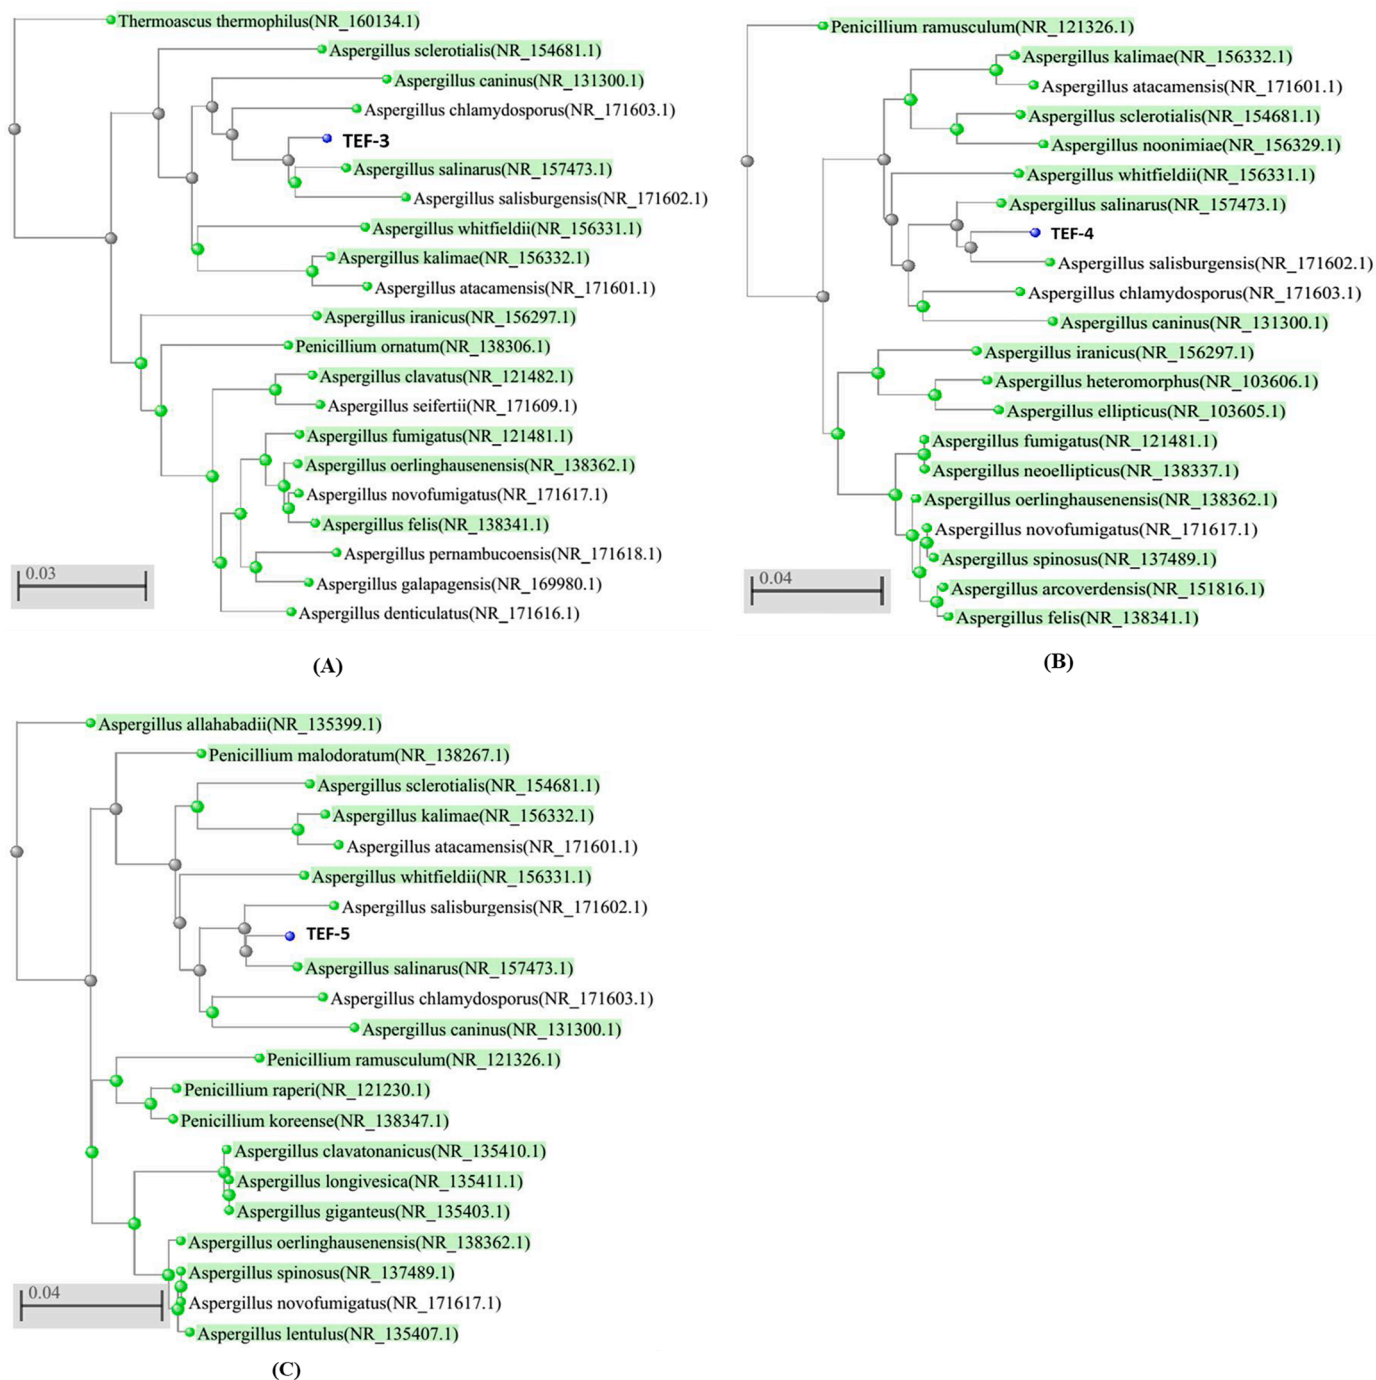 Thermoascus thermophilus(NR_160134.1)
Aspergillus sclerotialis(NR_154681.1)
Aspergillus caninus(NR_131300.1)
Aspergillus chlamydosporus(NR_171603.1)
TEF-3
Aspergillus salinarus(NR_157473.1)
Aspergillus salisburgensis(NR_171602.1)
Aspergillus whitfieldii(NR_156331.1)
Aspergillus kalimae(NR_156332.1)
Aspergillus atacamensis(NR_171601.1)
Aspergillus iranicus(NR_156297.1)
Penicillium ornatum(NR_138306.1)
Aspergillus clavatus(NR_121482.1)
Aspergillus seifertii(NR_171609.1)
Aspergillus fumigatus(NR_121481.1)
Aspergillus oerlinghausenensis(NR_138362.1)
Aspergillus novofumigatus(NR_171617.1)
Aspergillus felis(NR_138341.1)
Aspergillus pernambucoensis(NR_171618.1)
Aspergillus galapagensis(NR_169980.1)
Aspergillus denticulatus(NR_171616.1)
0.03
(A)
Penicillium ramusculum(NR_121326.1)
Aspergillus kalimae(NR_156332.1)
Aspergillus atacamensis(NR_171601.1)
Aspergillus sclerotialis(NR_154681.1)
Aspergillus noonimiae(NR_156329.1)
Aspergillus whitfieldii(NR_156331.1)
Aspergillus salinarus(NR_157473.1)
TEF-4
Aspergillus salisburgensis(NR_171602.1)
Aspergillus chlamydosporus(NR_171603.1)
Aspergillus caninus(NR_131300.1)
Aspergillus iranicus(NR_156297.1)
Aspergillus heteromorphus(NR_103606.1)
Aspergillus ellipticus(NR_103605.1)
Aspergillus fumigatus(NR_121481.1)
Aspergillus neoellipticus(NR_138337.1)
Aspergillus oerlinghausenensis(NR_138362.1)
Aspergillus novofumigatus(NR_171617.1)
Aspergillus spinosus(NR_137489.1)
Aspergillus arcoverdensis(NR_151816.1)
Aspergillus felis(NR_138341.1)
0.04
(B)
Aspergillus allahabadii(NR_135399.1)
Penicillium malodoratum(NR_138267.1)
Aspergillus sclerotialis(NR_154681.1)
Aspergillus kalimae(NR_156332.1)
Aspergillus atacamensis(NR_171601.1)
Aspergillus whitfieldii(NR_156331.1)
Aspergillus salisburgensis(NR_171602.1)
TEF-5
Aspergillus salinarus(NR_157473.1)
Aspergillus chlamydosporus(NR_171603.1)
Aspergillus caninus(NR_131300.1)
Penicillium ramusculum(NR_121326.1)
Penicillium raperi(NR_121230.1)
Penicillium koreense(NR_138347.1)
Aspergillus clavatonanicus(NR_135410.1)
Aspergillus longivesica(NR_135411.1)
Aspergillus giganteus(NR_135403.1)
Aspergillus oerlinghausenensis(NR_138362.1)
Aspergillus spinosus(NR_137489.1)
Aspergillus novofumigatus(NR_171617.1)
Aspergillus lentulus(NR_135407.1)
0.04
(C)